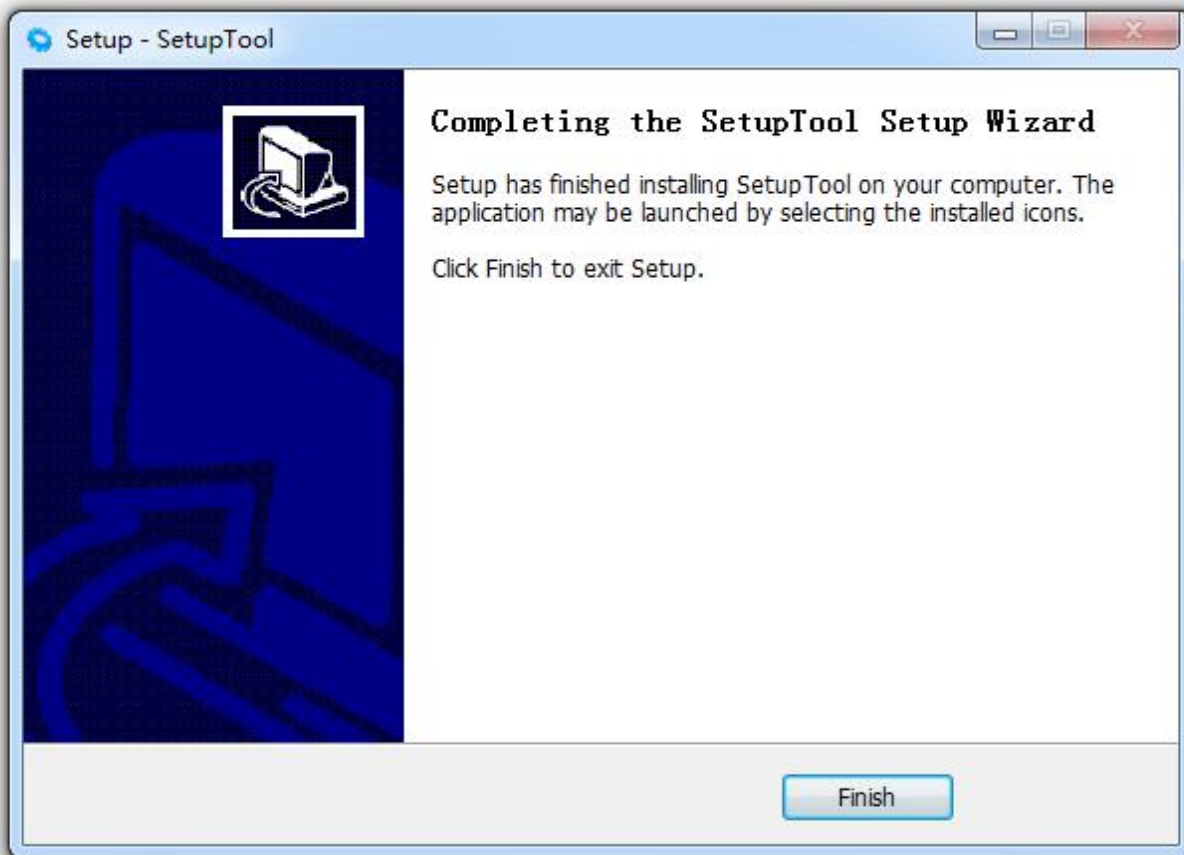 Setup - SetupTool
Completing the SetupTool Setup Wizard
Setup has finished installing SetupTool on your computer. The
application may be launched by selecting the installed icons.
Click Finish to exit Setup.
Finish